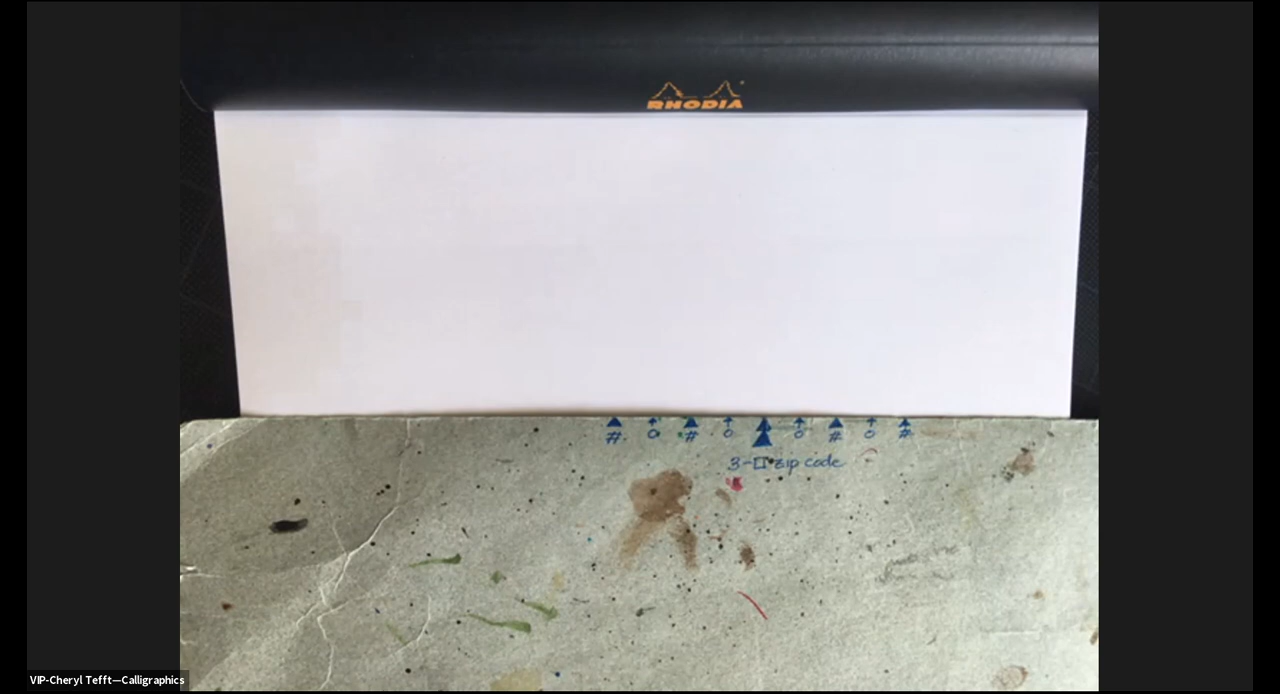 RHODIA
# o # o o # o #
3-□ zip code
VIP-Cheryl Tefft—Calligraphics